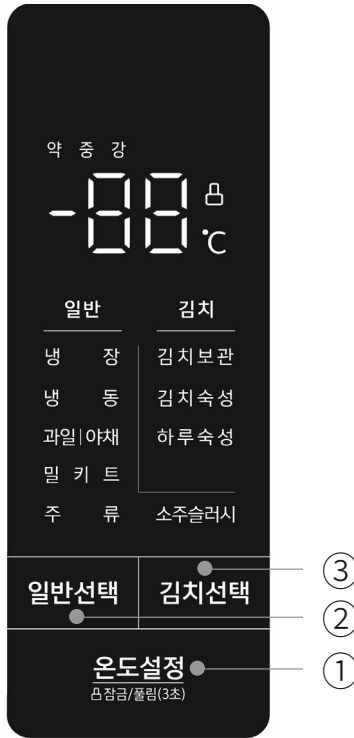 약 중 강
-88 °C
일반 김치
냉 장 김치보관
냉 동 김치숙성
과일|야채 하루숙성
밀 키 트
주 류 소주슬러시
일반선택 김치선택
③
②
온도설정 ①
잠금/풀림(3초)